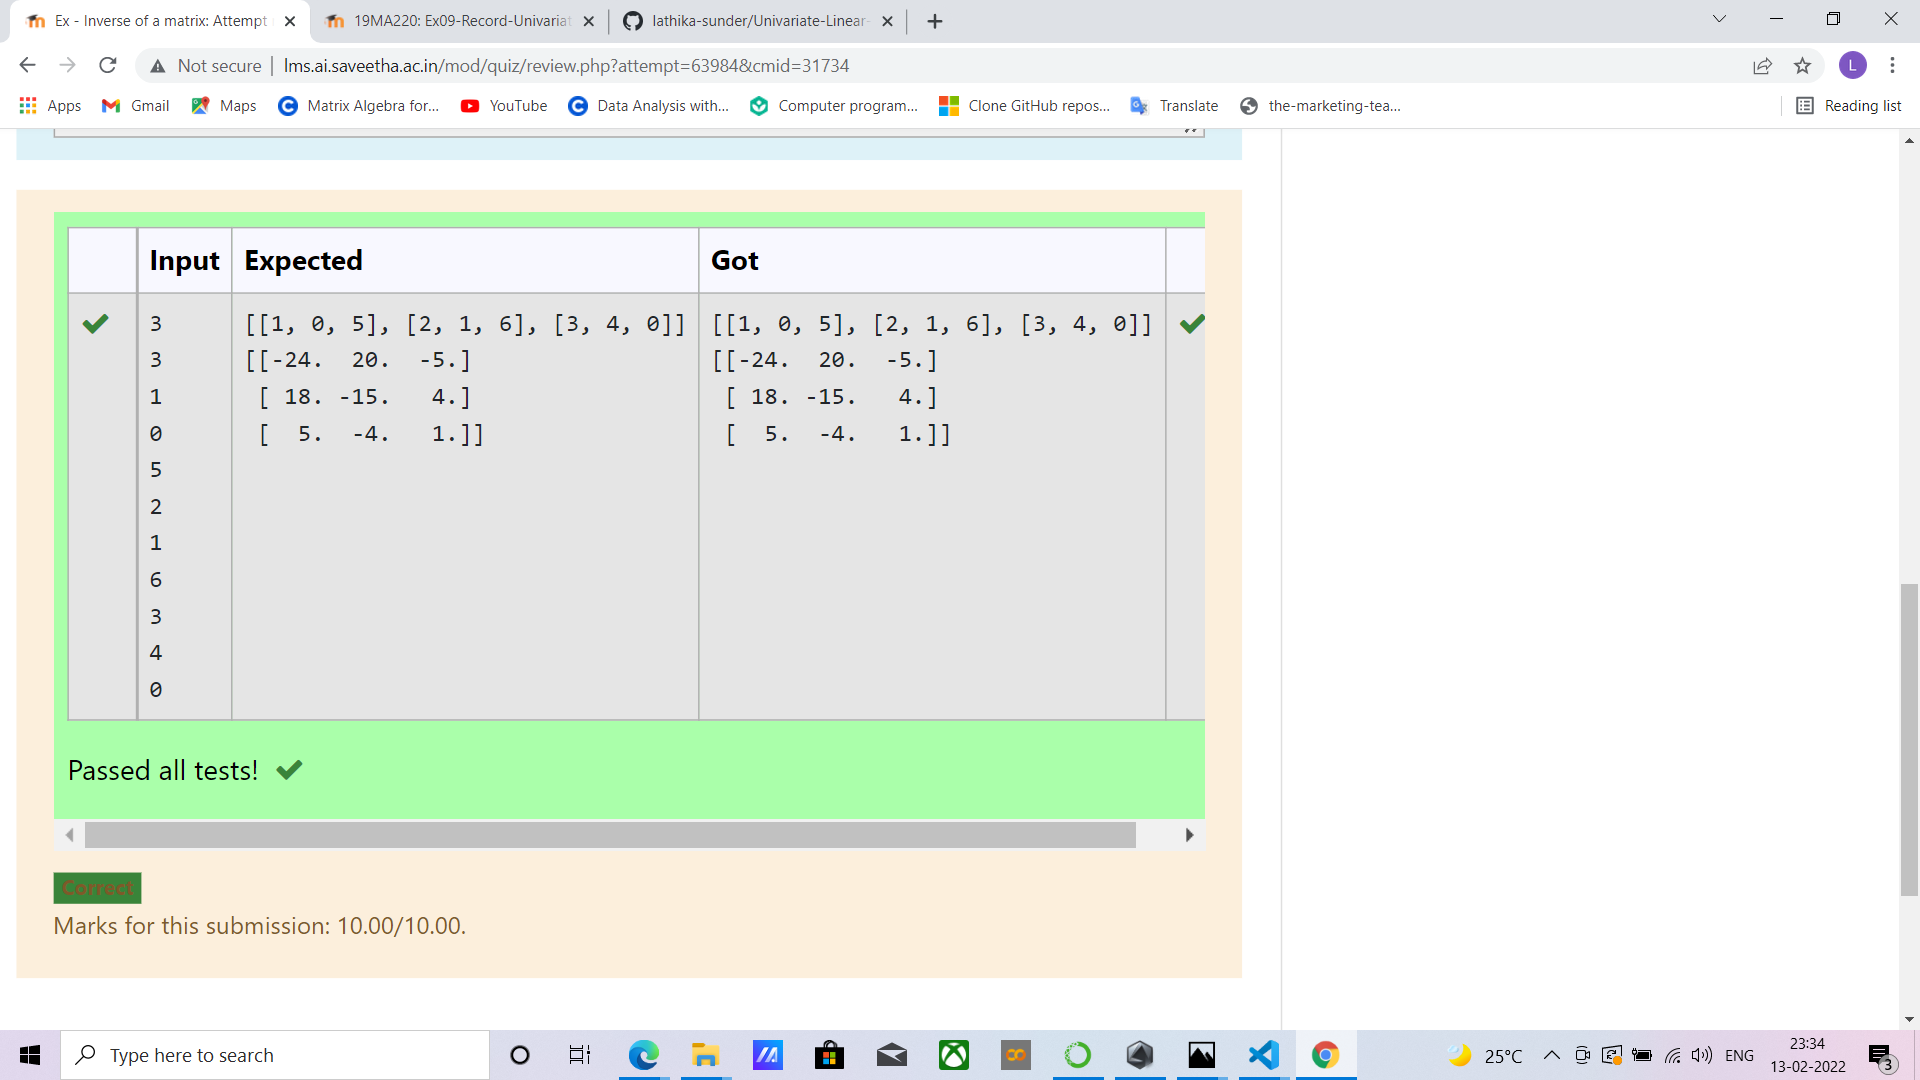 Ex - Inverse of a matrix: Attempt
19MA220: Ex09-Record-Univariat
lathika-sunder/Univariate-Linear-
Not secure
lms.ai.saveetha.ac.in/mod/quiz/review.php?attempt=63984&cmid=31734
L
Apps
Gmail
Maps
Matrix Algebra for...
YouTube
Data Analysis with...
Computer program...
Clone GitHub repos...
Translate
the-marketing-tea...
Reading list
Input Expected Got
3 [[1, 0, 5], [2, 1, 6], [3, 4, 0]] [[1, 0, 5], [2, 1, 6], [3, 4, 0]]
3 [[-24. 20. -5.] [[-24. 20. -5.]
1 [ 18. -15. 4.] [ 18. -15. 4.]
0 [ 5. -4. 1.]] [ 5. -4. 1.]]
5
2
1
6
3
4
0
Passed all tests!
Correct
Marks for this submission: 10.00/10.00.
Type here to search
25°C
ENG
23:34
13-02-2022
3